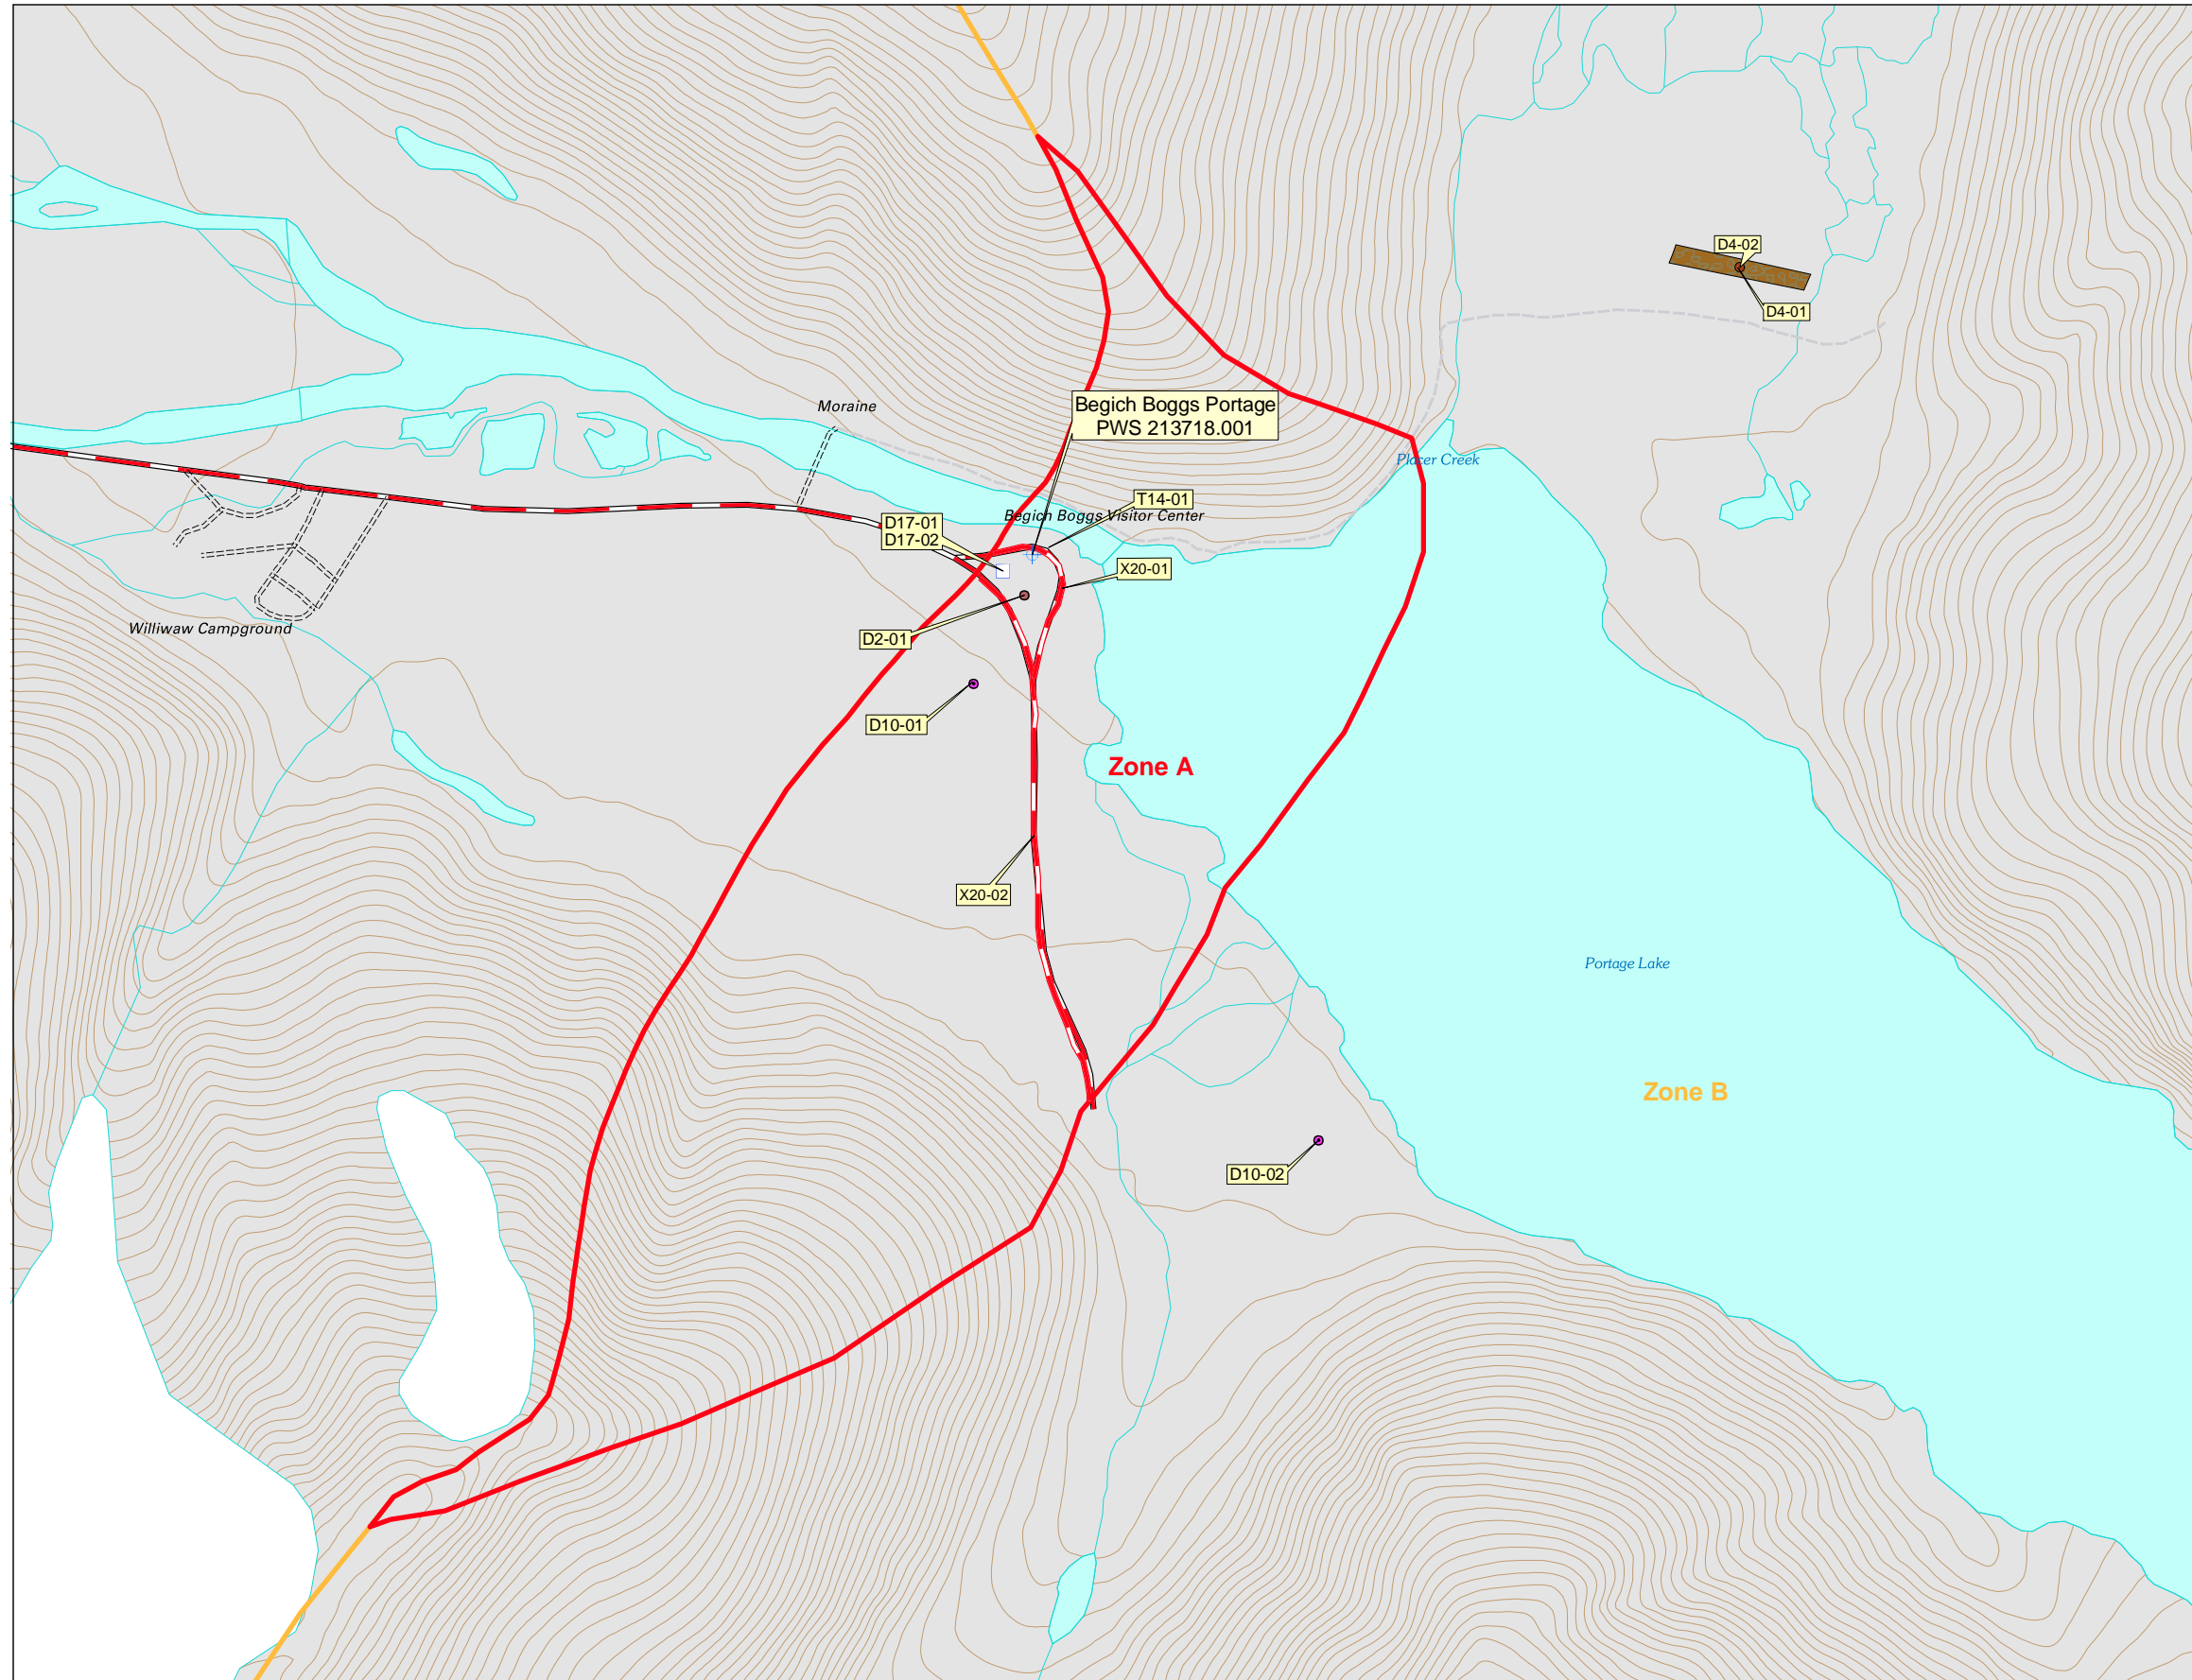 D4-02
D4-01
Moraine
Begich Boggs Portage
PWS 213718.001
Placer Creek
T14-01
Begich Boggs Visitor Center
D17-01
D17-02
X20-01
Williwaw Campground
D2-01
D10-01
Zone A
X20-02
Portage Lake
Zone B
D10-02